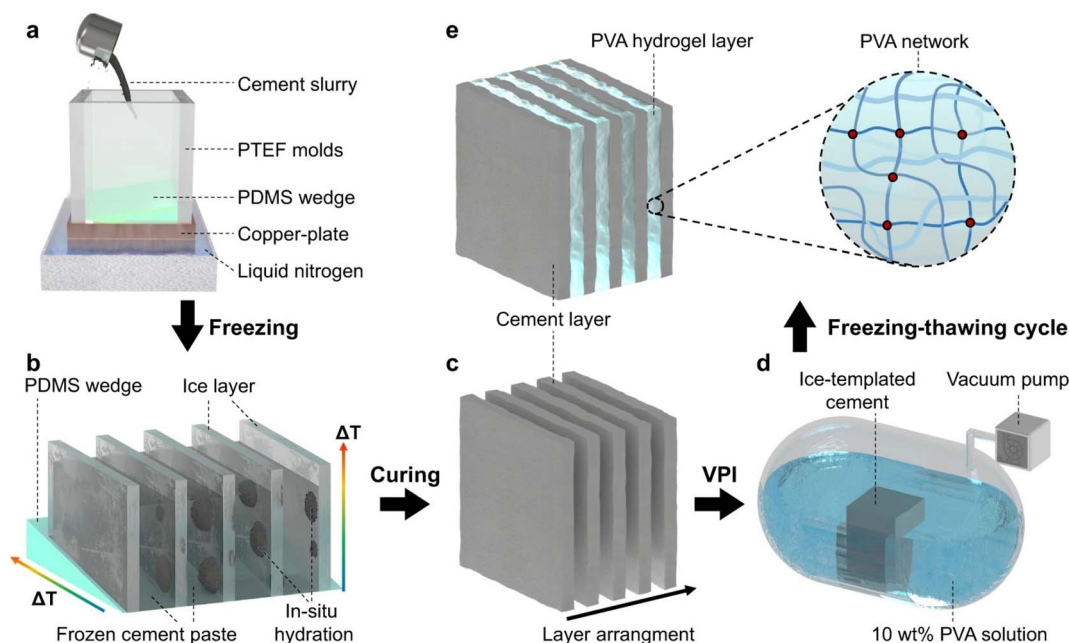 a
Cement slurry
PTEF molds
PDMS wedge
Copper-plate
Liquid nitrogen
Freezing
e
PVA hydrogel layer
PVA network
Cement layer
Freezing-thawing cycle
b
PDMS wedge
Ice layer
ΔT
ΔT
Frozen cement paste
In-situ
hydration
Curing
c
Layer arrangment
VPI
d
Ice-templated
cement
Vacuum pump
10 wt% PVA solution